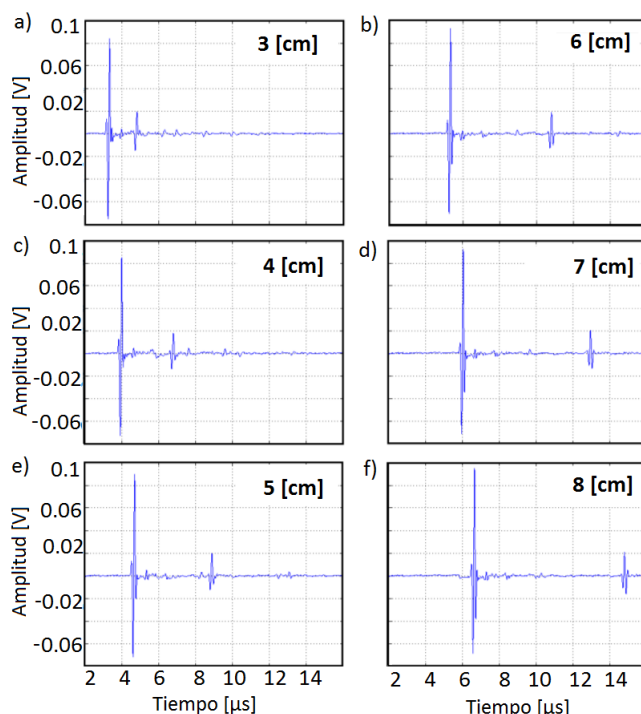 a)
0.1
0.06
0.02
-0.02
-0.06
Amplitud [V]
3 [cm]
b)
6 [cm]
c)
0.1
0.06
0.02
-0.02
-0.06
Amplitud [V]
4 [cm]
d)
7 [cm]
e)
0.1
0.06
0.02
-0.02
-0.06
Amplitud [V]
5 [cm]
2 4 6 8 10 12 14
Tiempo [µs]
f)
8 [cm]
2 4 6 8 10 12 14
Tiempo [µs]